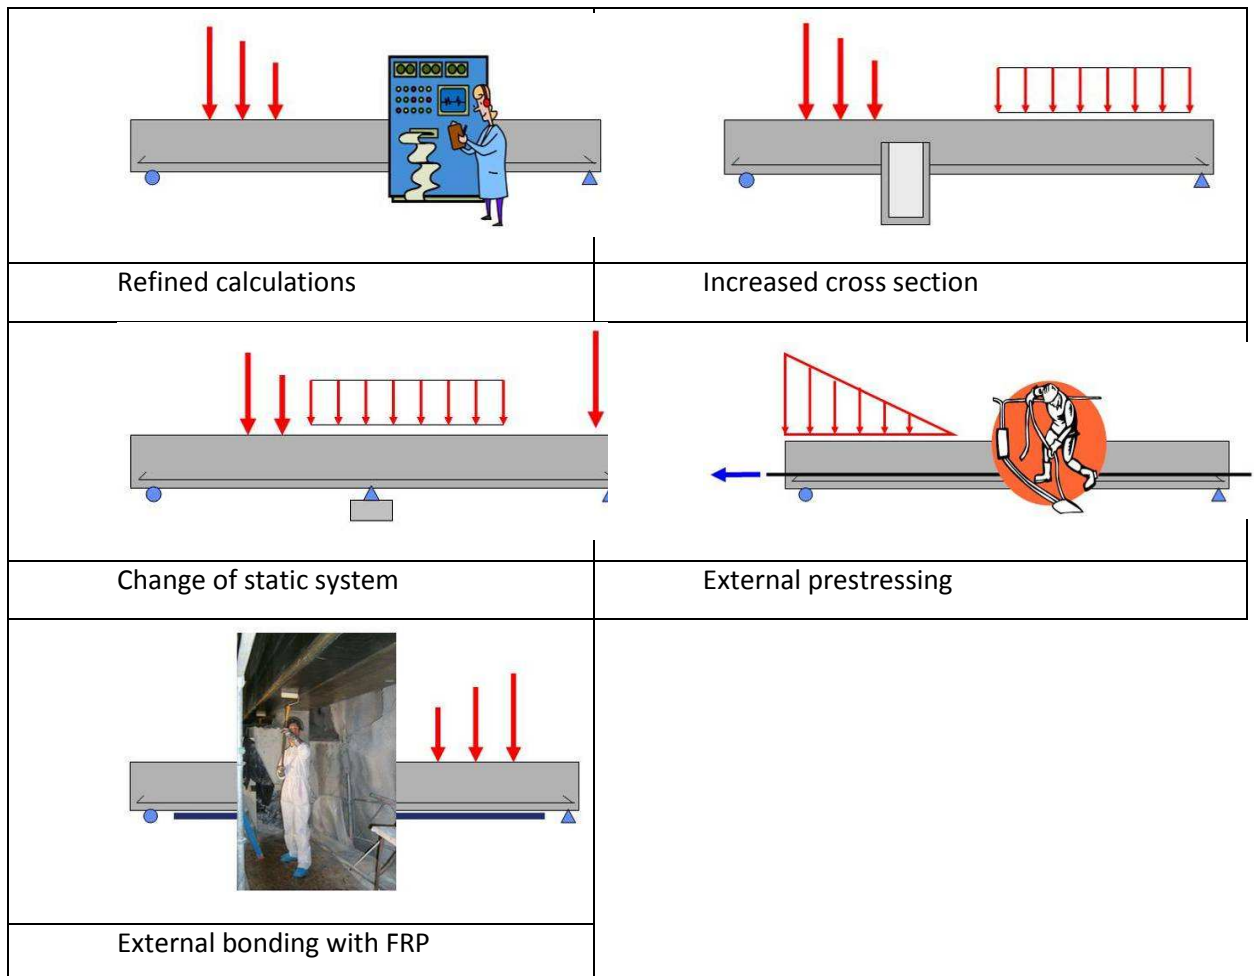 Refined calculations
Increased cross section
Change of static system
External prestressing
External bonding with FRP